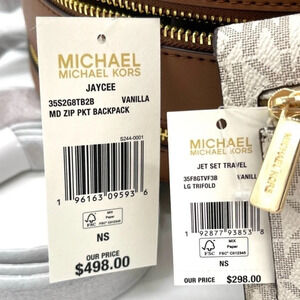 MICHAEL
MICHAEL KORS
JAYCEE
35S2G8TB2B VANILLA
MD ZIP PKT BACKPACK
S244-0001
1 96163 09593 6
FSC
MIX
Paper
NS
OUR PRICE
$498.00
MICHAEL
MICHAEL KORS
JET SET TRAVEL
35F8GTVF3B VANILL
LG TRIFOLD
1 92877 93853
FSC
MIX
Paper
NS
OUR PRICE
$298.00